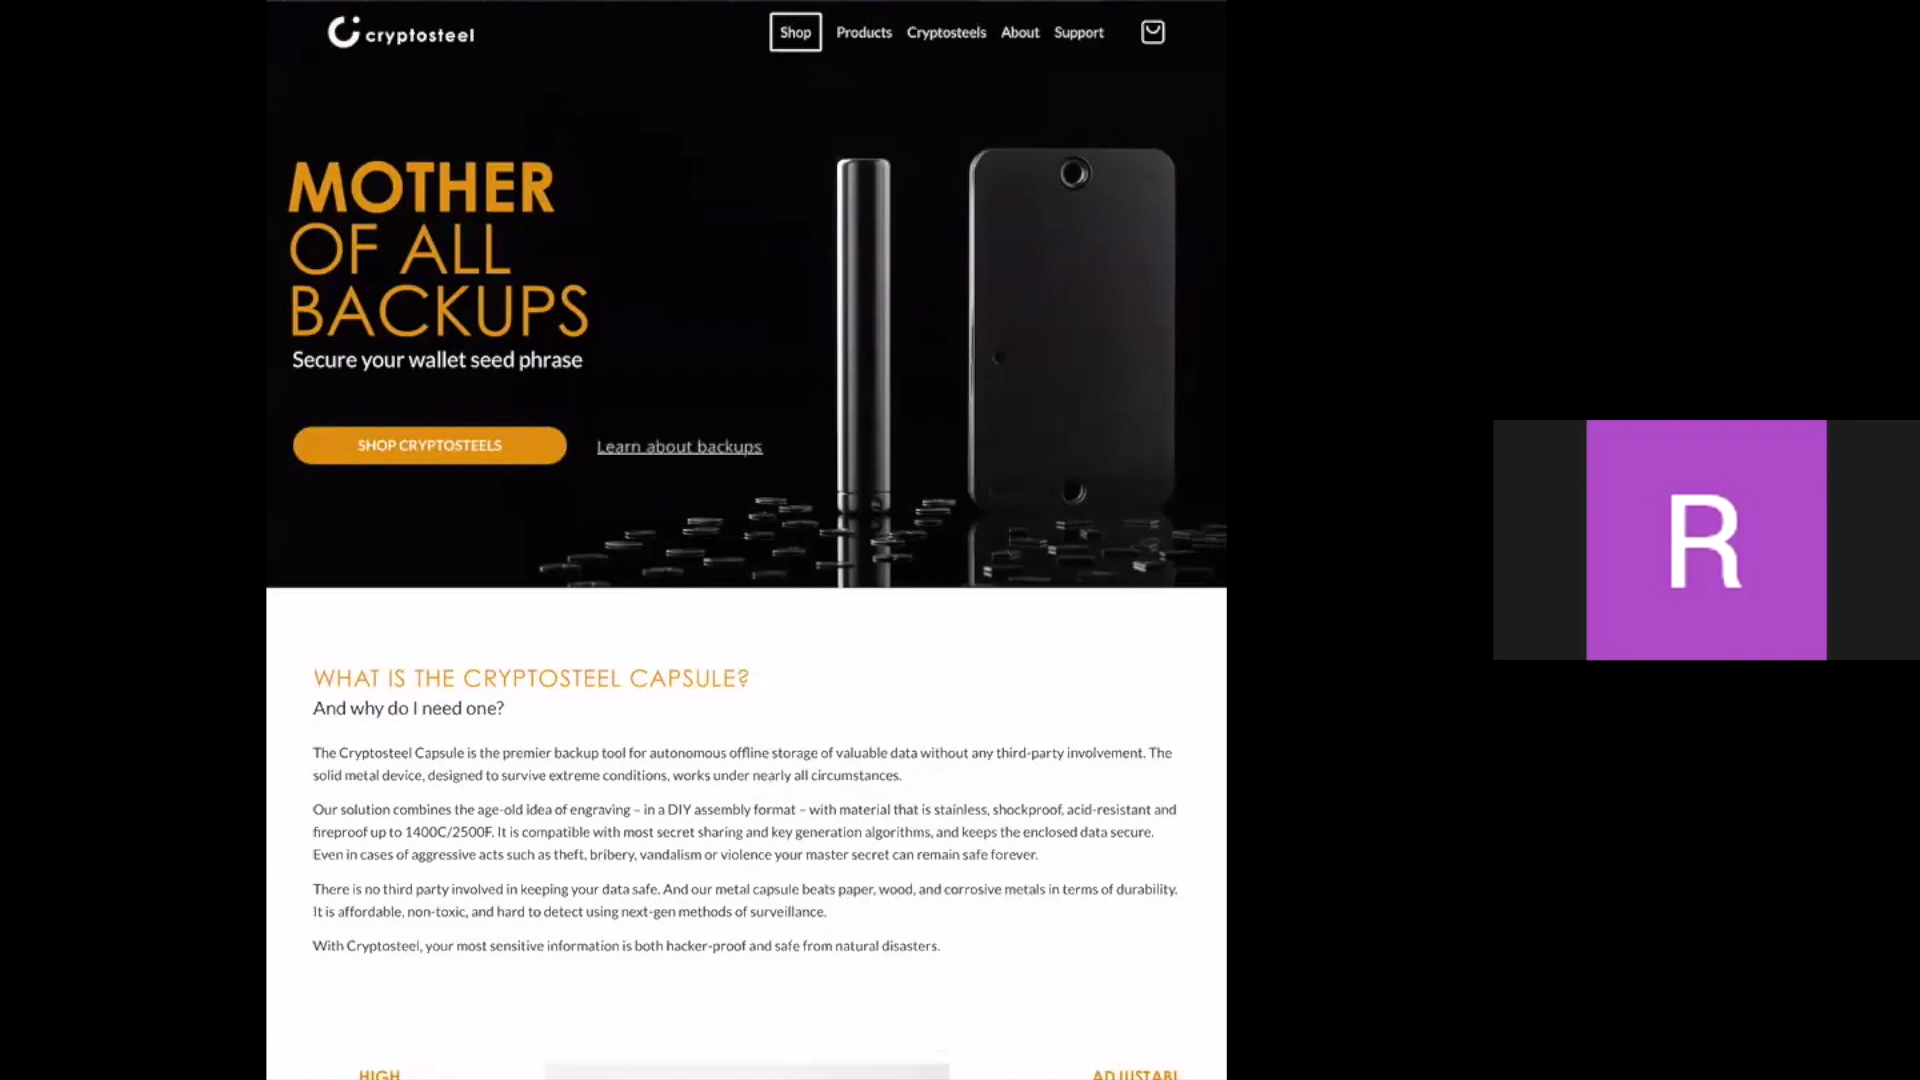 cryptosteel
Shop Products Cryptosteels About Support
MOTHER
OF ALL
BACKUPS
Secure your wallet seed phrase
SHOP CRYPTOSTEELS Learn about backups
R
WHAT IS THE CRYPTOSTEEL CAPSULE?
And why do I need one?
The Cryptosteel Capsule is the premier backup tool for autonomous offline storage of valuable data without any third-party involvement. The
solid metal device, designed to survive extreme conditions, works under nearly all circumstances.
Our solution combines the age-old idea of engraving – in a DIY assembly format – with material that is stainless, shockproof, acid-resistant and
fireproof up to 1400C/2500F. It is compatible with most secret sharing and key generation algorithms, and keeps the enclosed data secure.
Even in cases of aggressive acts such as theft, bribery, vandalism or violence your master secret can remain safe forever.
There is no third party involved in keeping your data safe. And our metal capsule beats paper, wood, and corrosive metals in terms of durability.
It is affordable, non-toxic, and hard to detect using next-gen methods of surveillance.
With Cryptosteel, your most sensitive information is both hacker-proof and safe from natural disasters.
HIGH ADJUSTABL